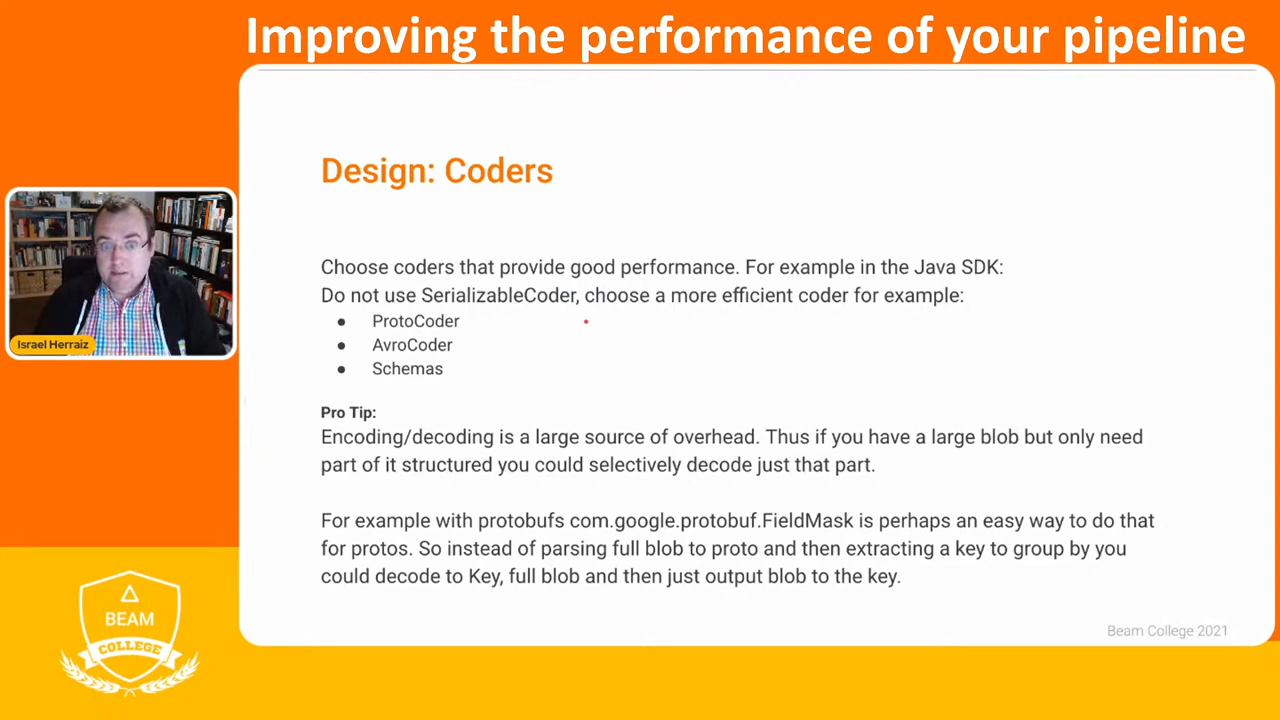 Improving the performance of your pipeline
Design: Coders
Choose coders that provide good performance. For example in the Java SDK:
Do not use SerializableCoder, choose a more efficient coder for example:
● ProtoCoder
● AvroCoder
● Schemas
Pro Tip:
Encoding/decoding is a large source of overhead. Thus if you have a large blob but only need
part of it structured you could selectively decode just that part.
For example with protobufs com.google.protobuf.FieldMask is perhaps an easy way to do that
for protos. So instead of parsing full blob to proto and then extracting a key to group by you
could decode to Key, full blob and then just output blob to the key.
Beam College 2021
Israel Herraiz
BEAM
COLLEGE